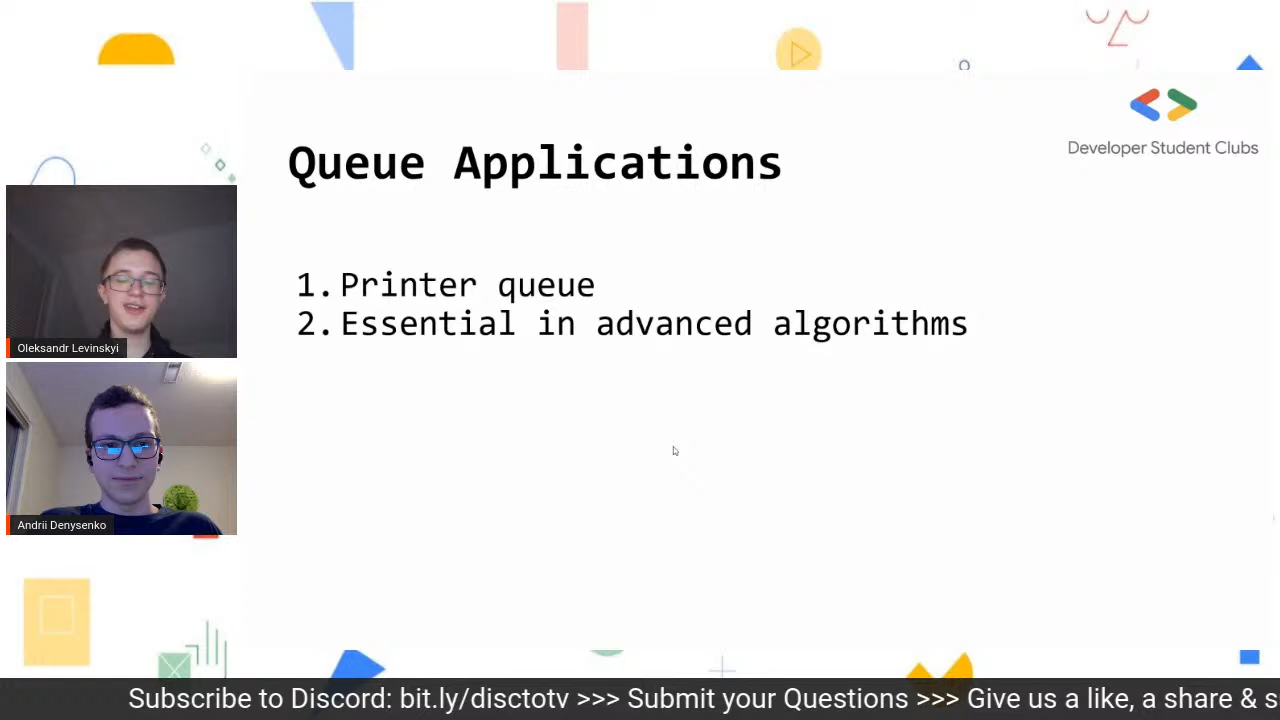 Developer Student Clubs
Queue Applications
1. Printer queue
2. Essential in advanced algorithms
Oleksandr Levinskyi
Andrii Denysenko
Subscribe to Discord: bit.ly/disctotv >>> Submit your Questions >>> Give us a like, a share & s